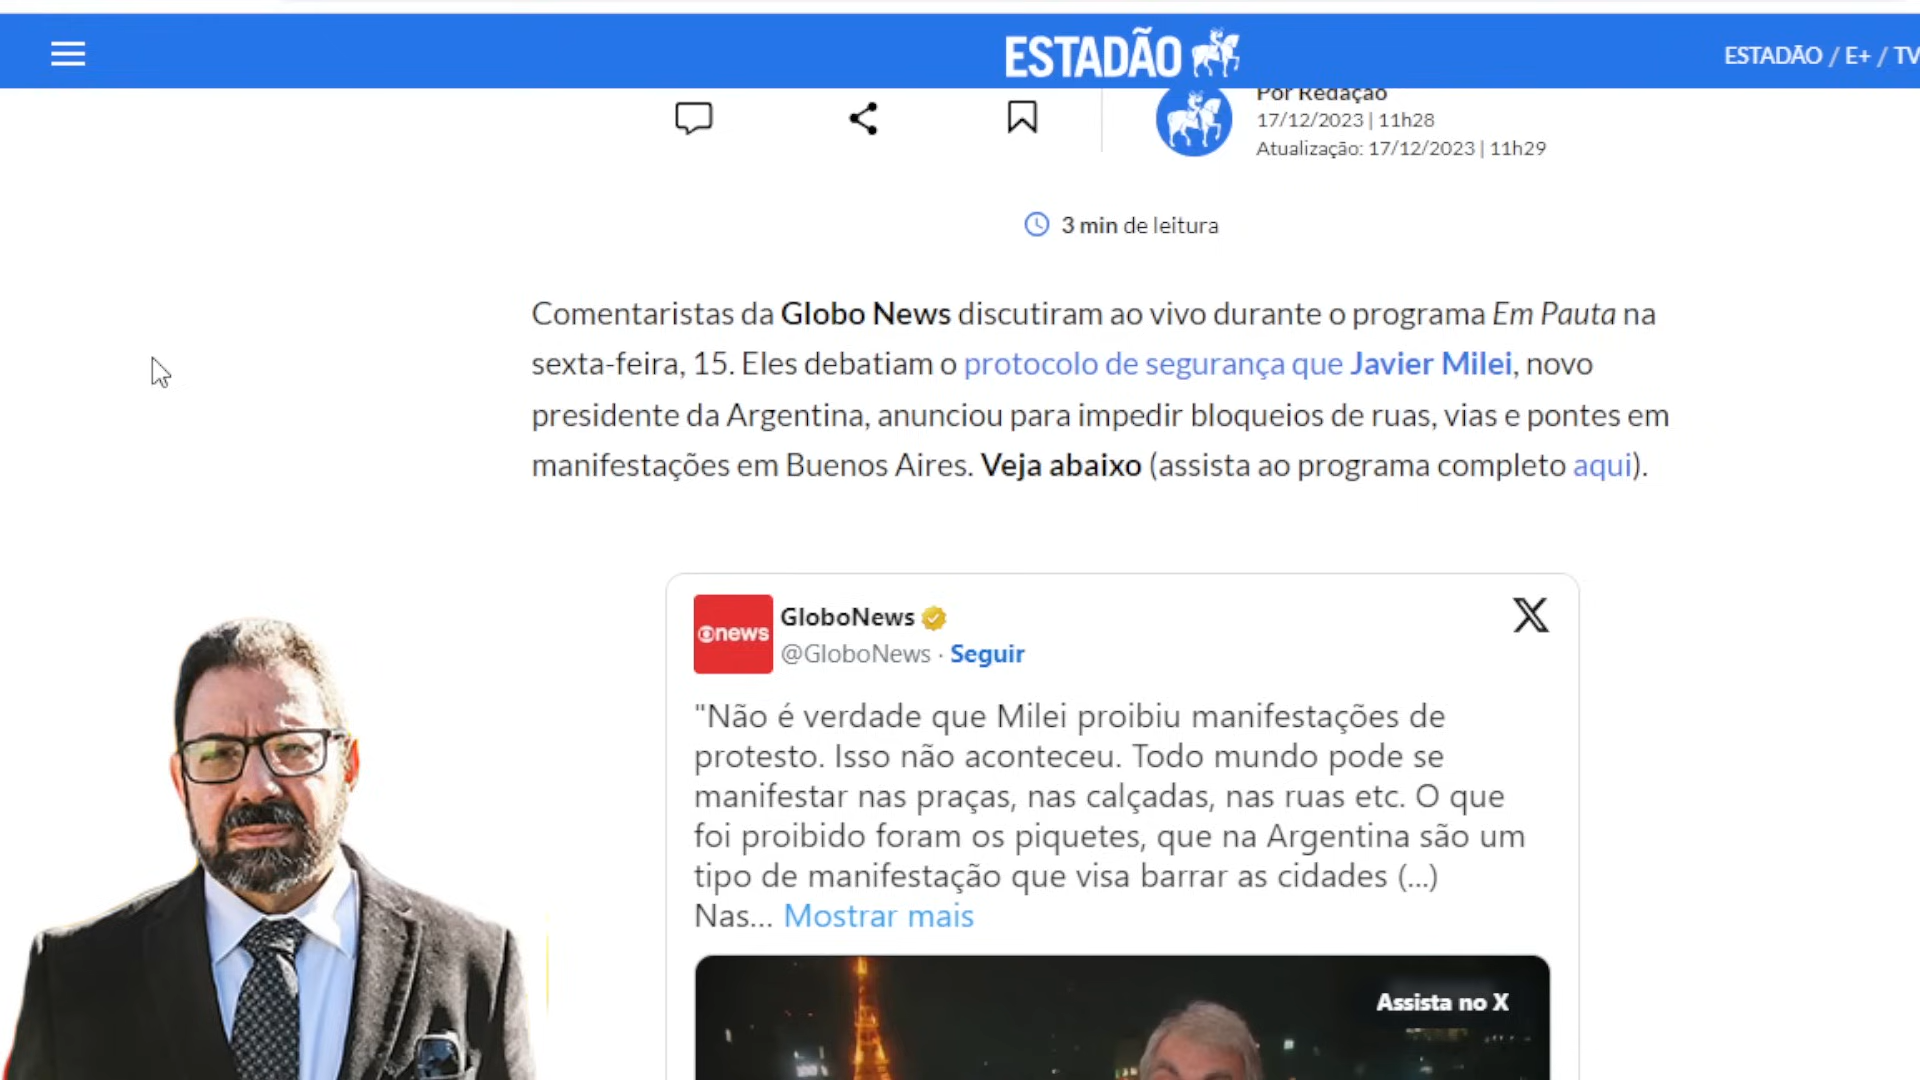 ESTADÃO
ESTADÃO / E+ / TV
Por Redação
17/12/2023 | 11h28
Atualização: 17/12/2023 | 11h29
3 min de leitura
Comentaristas da Globo News discutiram ao vivo durante o programa Em Pauta na
sexta-feira, 15. Eles debatiam o protocolo de segurança que Javier Milei, novo
presidente da Argentina, anunciou para impedir bloqueios de ruas, vias e pontes em
manifestações em Buenos Aires. Veja abaixo (assista ao programa completo aqui).
news
GloboNews
@GloboNews · Seguir
"Não é verdade que Milei proibiu manifestações de
protesto. Isso não aconteceu. Todo mundo pode se
manifestar nas praças, nas calçadas, nas ruas etc. O que
foi proibido foram os piquetes, que na Argentina são um
tipo de manifestação que visa barrar as cidades (...)
Nas... Mostrar mais
Assista no X